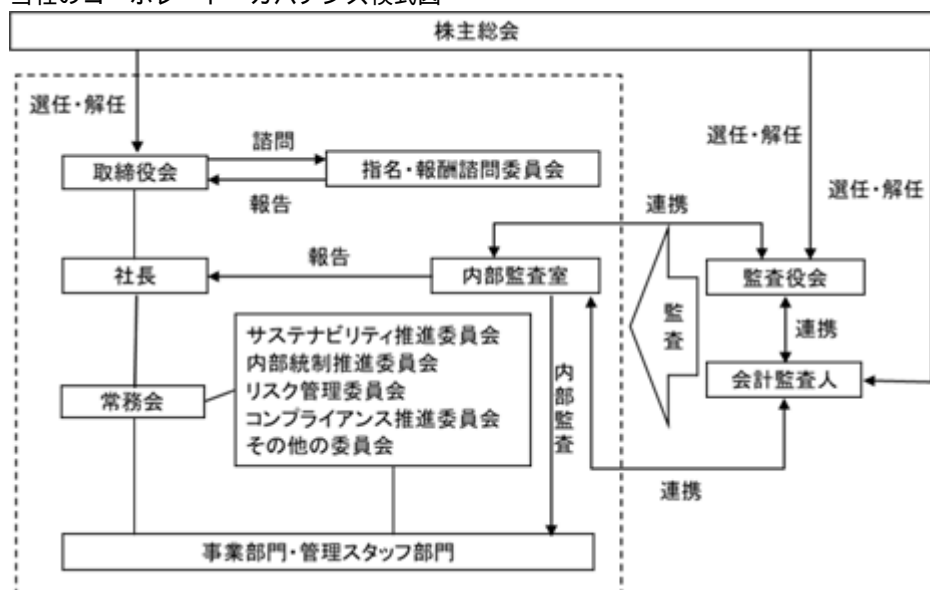 当社のコーポレート・ガバナンス模式図
株主総会
選任・解任
諮問
選任・解任
取締役会
指名・報酬諮問委員会
選任・解任
報告
連携
報告
社長
内部監査室
監査役会
監査
サステナビリティ推進委員会
内部統制推進委員会
リスク管理委員会
コンプライアンス推進委員会
その他の委員会
連携
内部監査
常務会
会計監査人
連携
事業部門・管理スタッフ部門